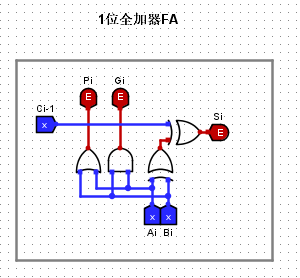 1位全加器FA
Pi Gi
E E
Ci-1
Si
x
E
x x
Ai Bi